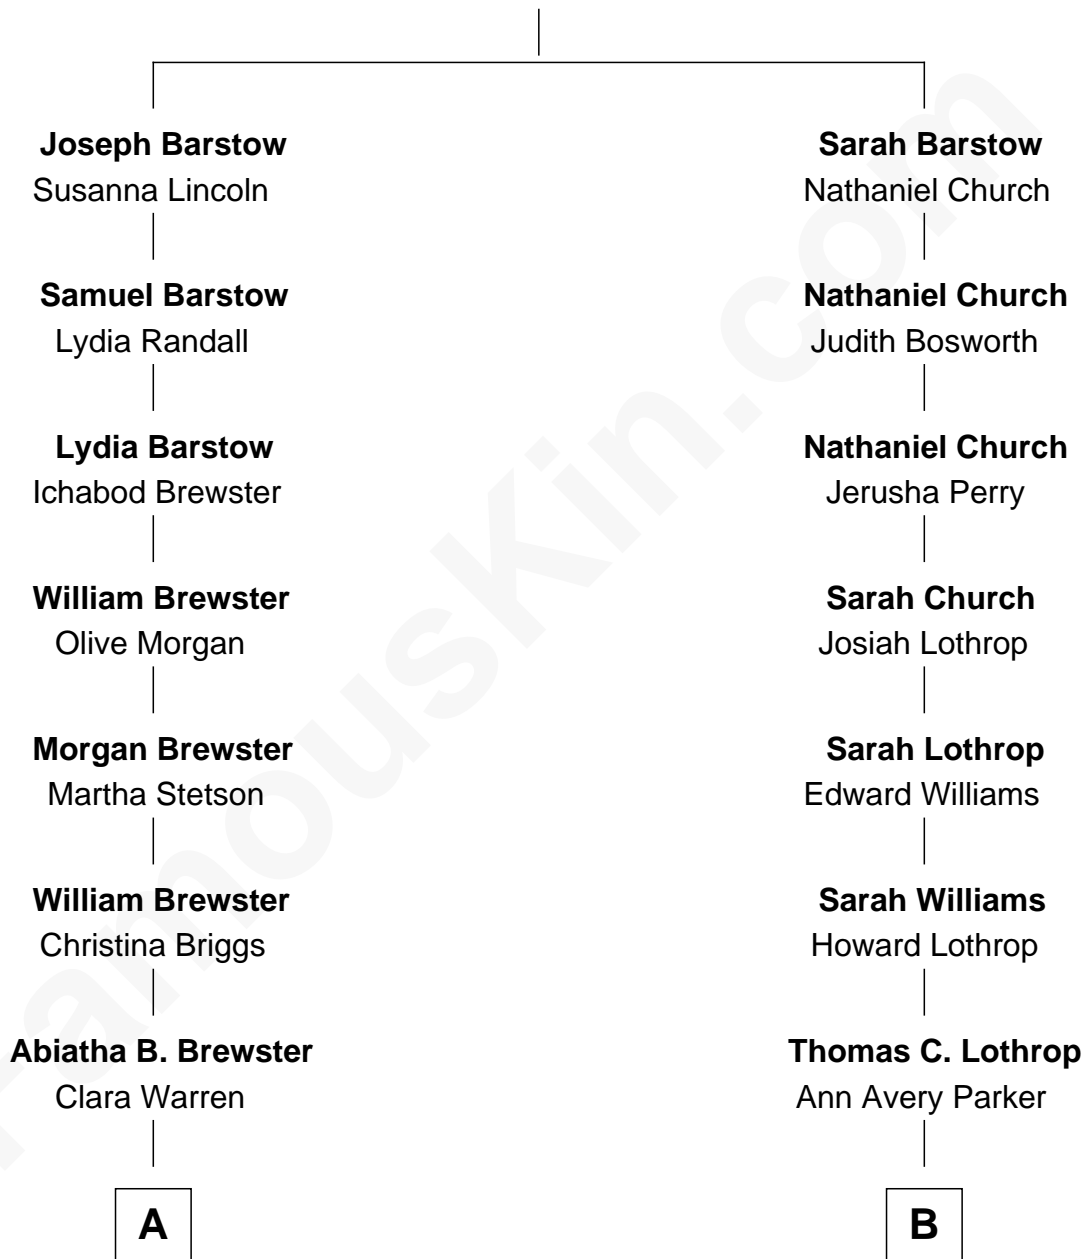 Joseph Barstow
Susanna Lincoln
Samuel Barstow
Lydia Randall
Lydia Barstow
Ichabod Brewster
William Brewster
Olive Morgan
Morgan Brewster
Martha Stetson
William Brewster
Christina Briggs
Abiatha B. Brewster
Clara Warren
A
Sarah Barstow
Nathaniel Church
Nathaniel Church
Judith Bosworth
Nathaniel Church
Jerusha Perry
Sarah Church
Josiah Lothrop
Sarah Lothrop
Edward Williams
Sarah Williams
Howard Lothrop
Thomas C. Lothrop
Ann Avery Parker
B
FamousKin.com